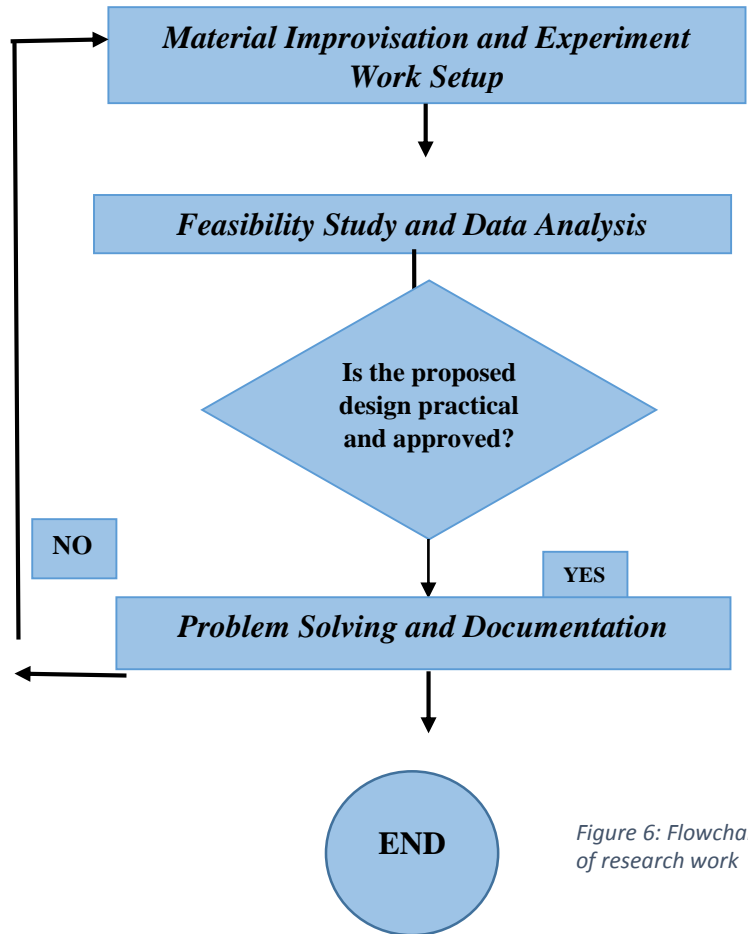 Material Improvisation and Experiment
Work Setup
Feasibility Study and Data Analysis
Is the proposed
design practical
and approved?
NO
YES
Problem Solving and Documentation
END
Figure 6:
of research work